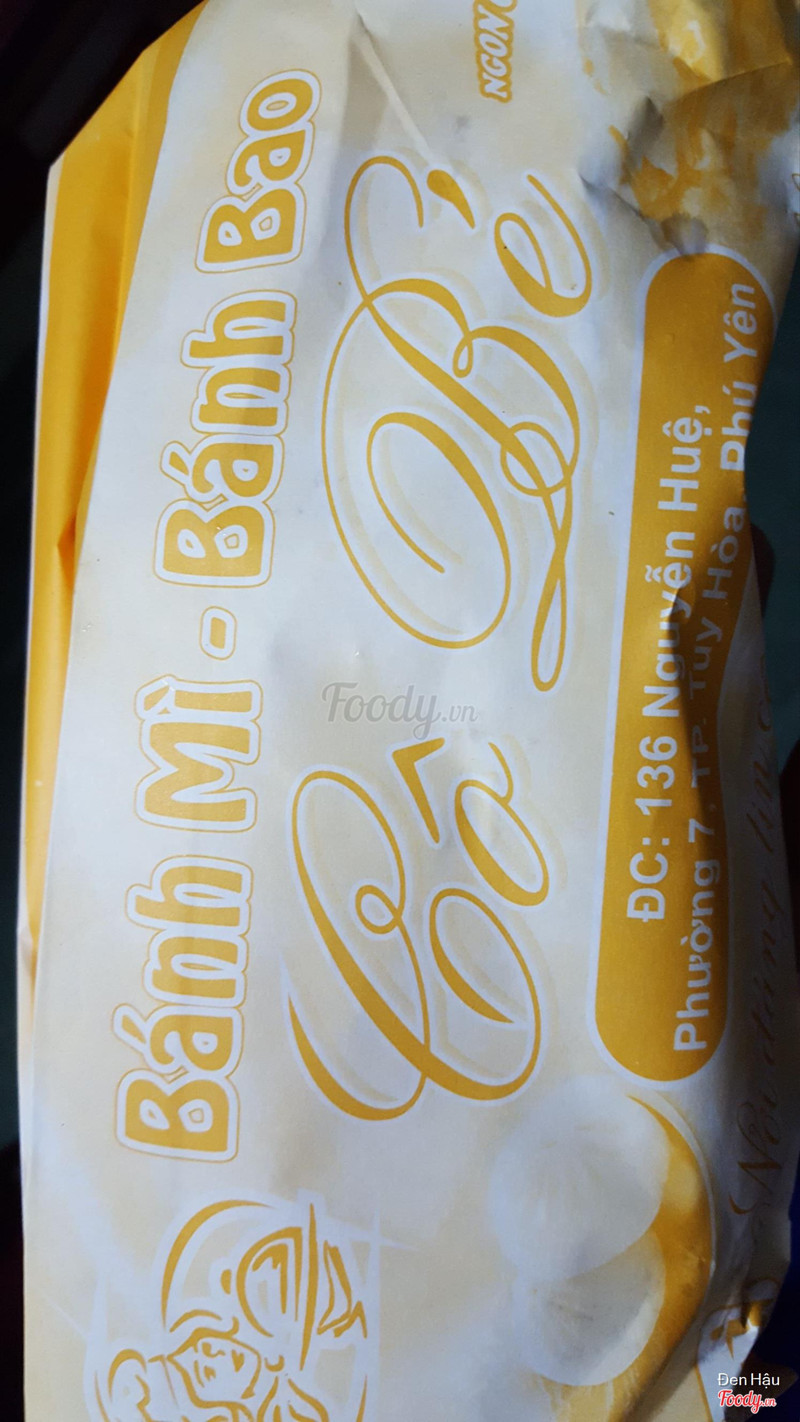 NGON
Bánh Mì - Bánh Bao
Cô Bé
ĐC: 136 Nguyễn Huệ,
Phường 7, TP. Tuy Hòa, Phú Yên
Foody.vn
Đen Hậu
Foody.vn